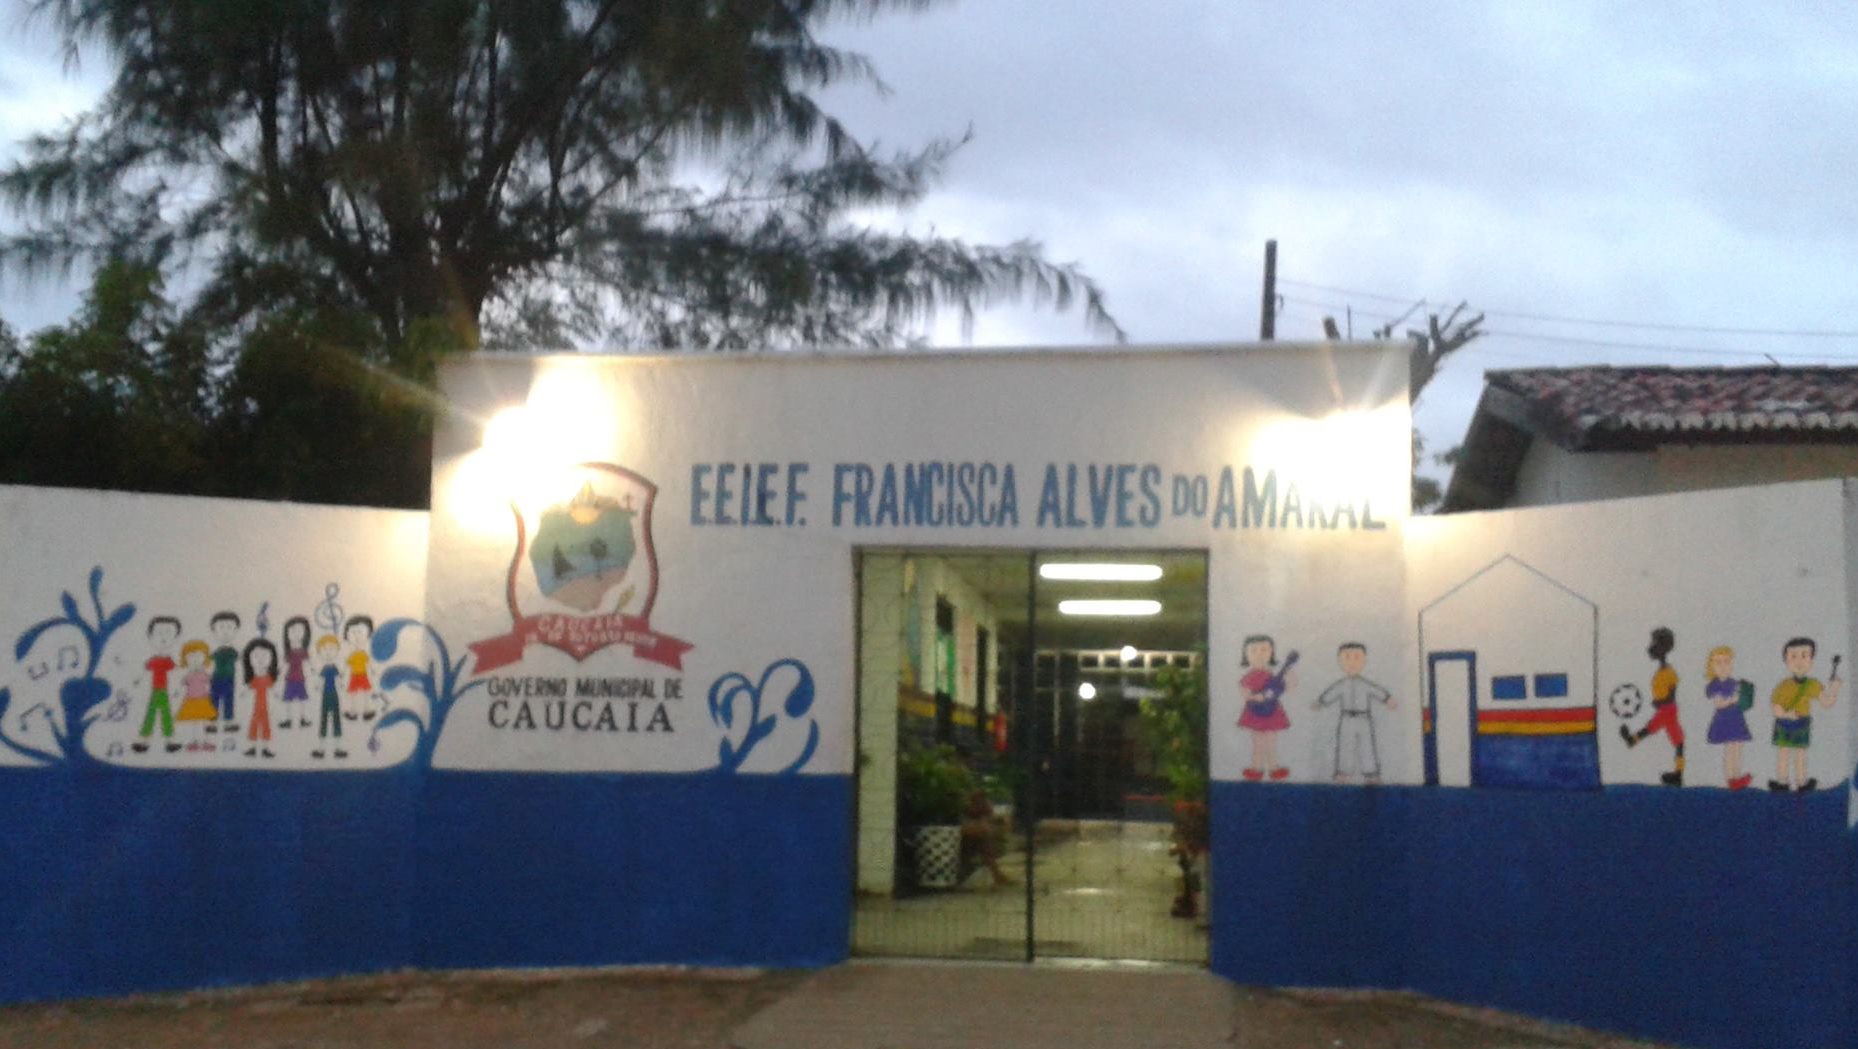 E.E.I.E.F. FRANCISCA ALVES DO AMARAL
CAUCAIA
GOVERNO MUNICIPAL DE
CAUCAIA